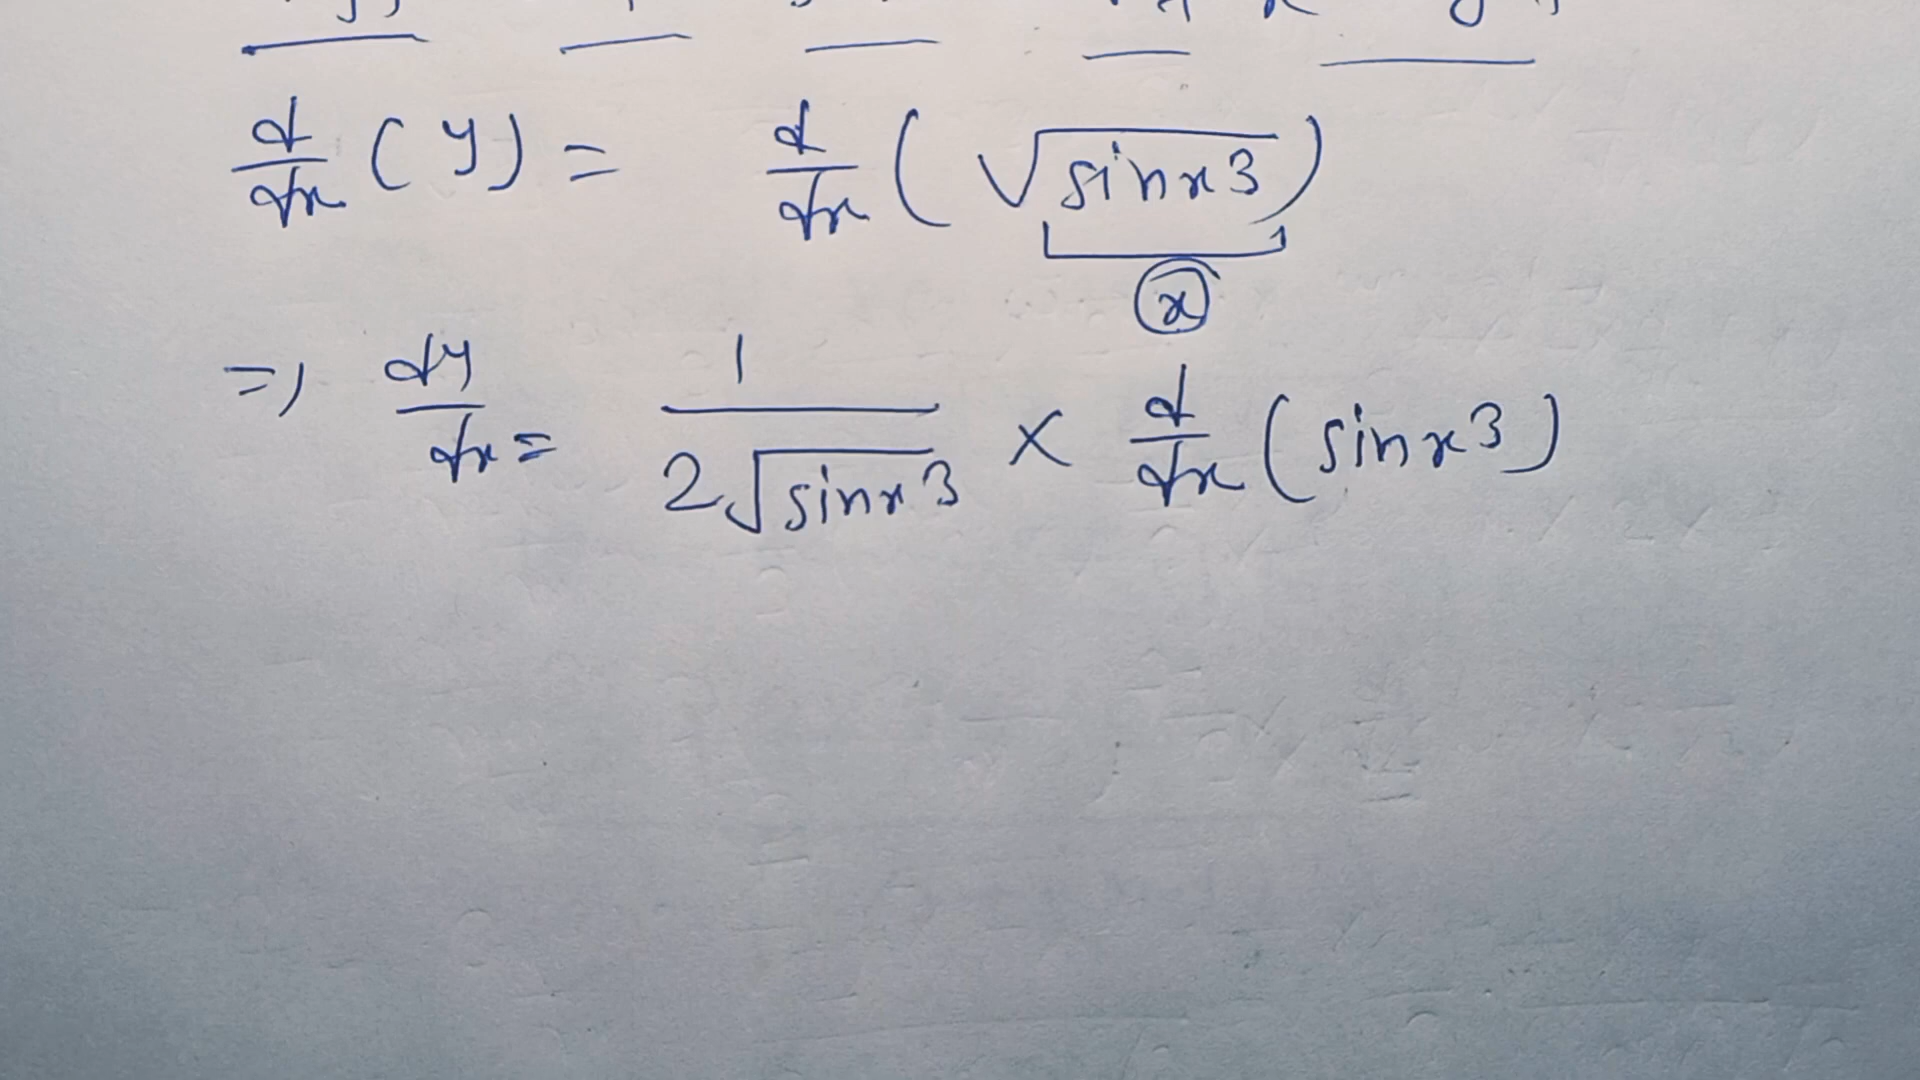 d/dx (y) = d/dx (√sinx3)
x
=> dy/dx = 1/2√sinx3 × d/dx (sinx3)